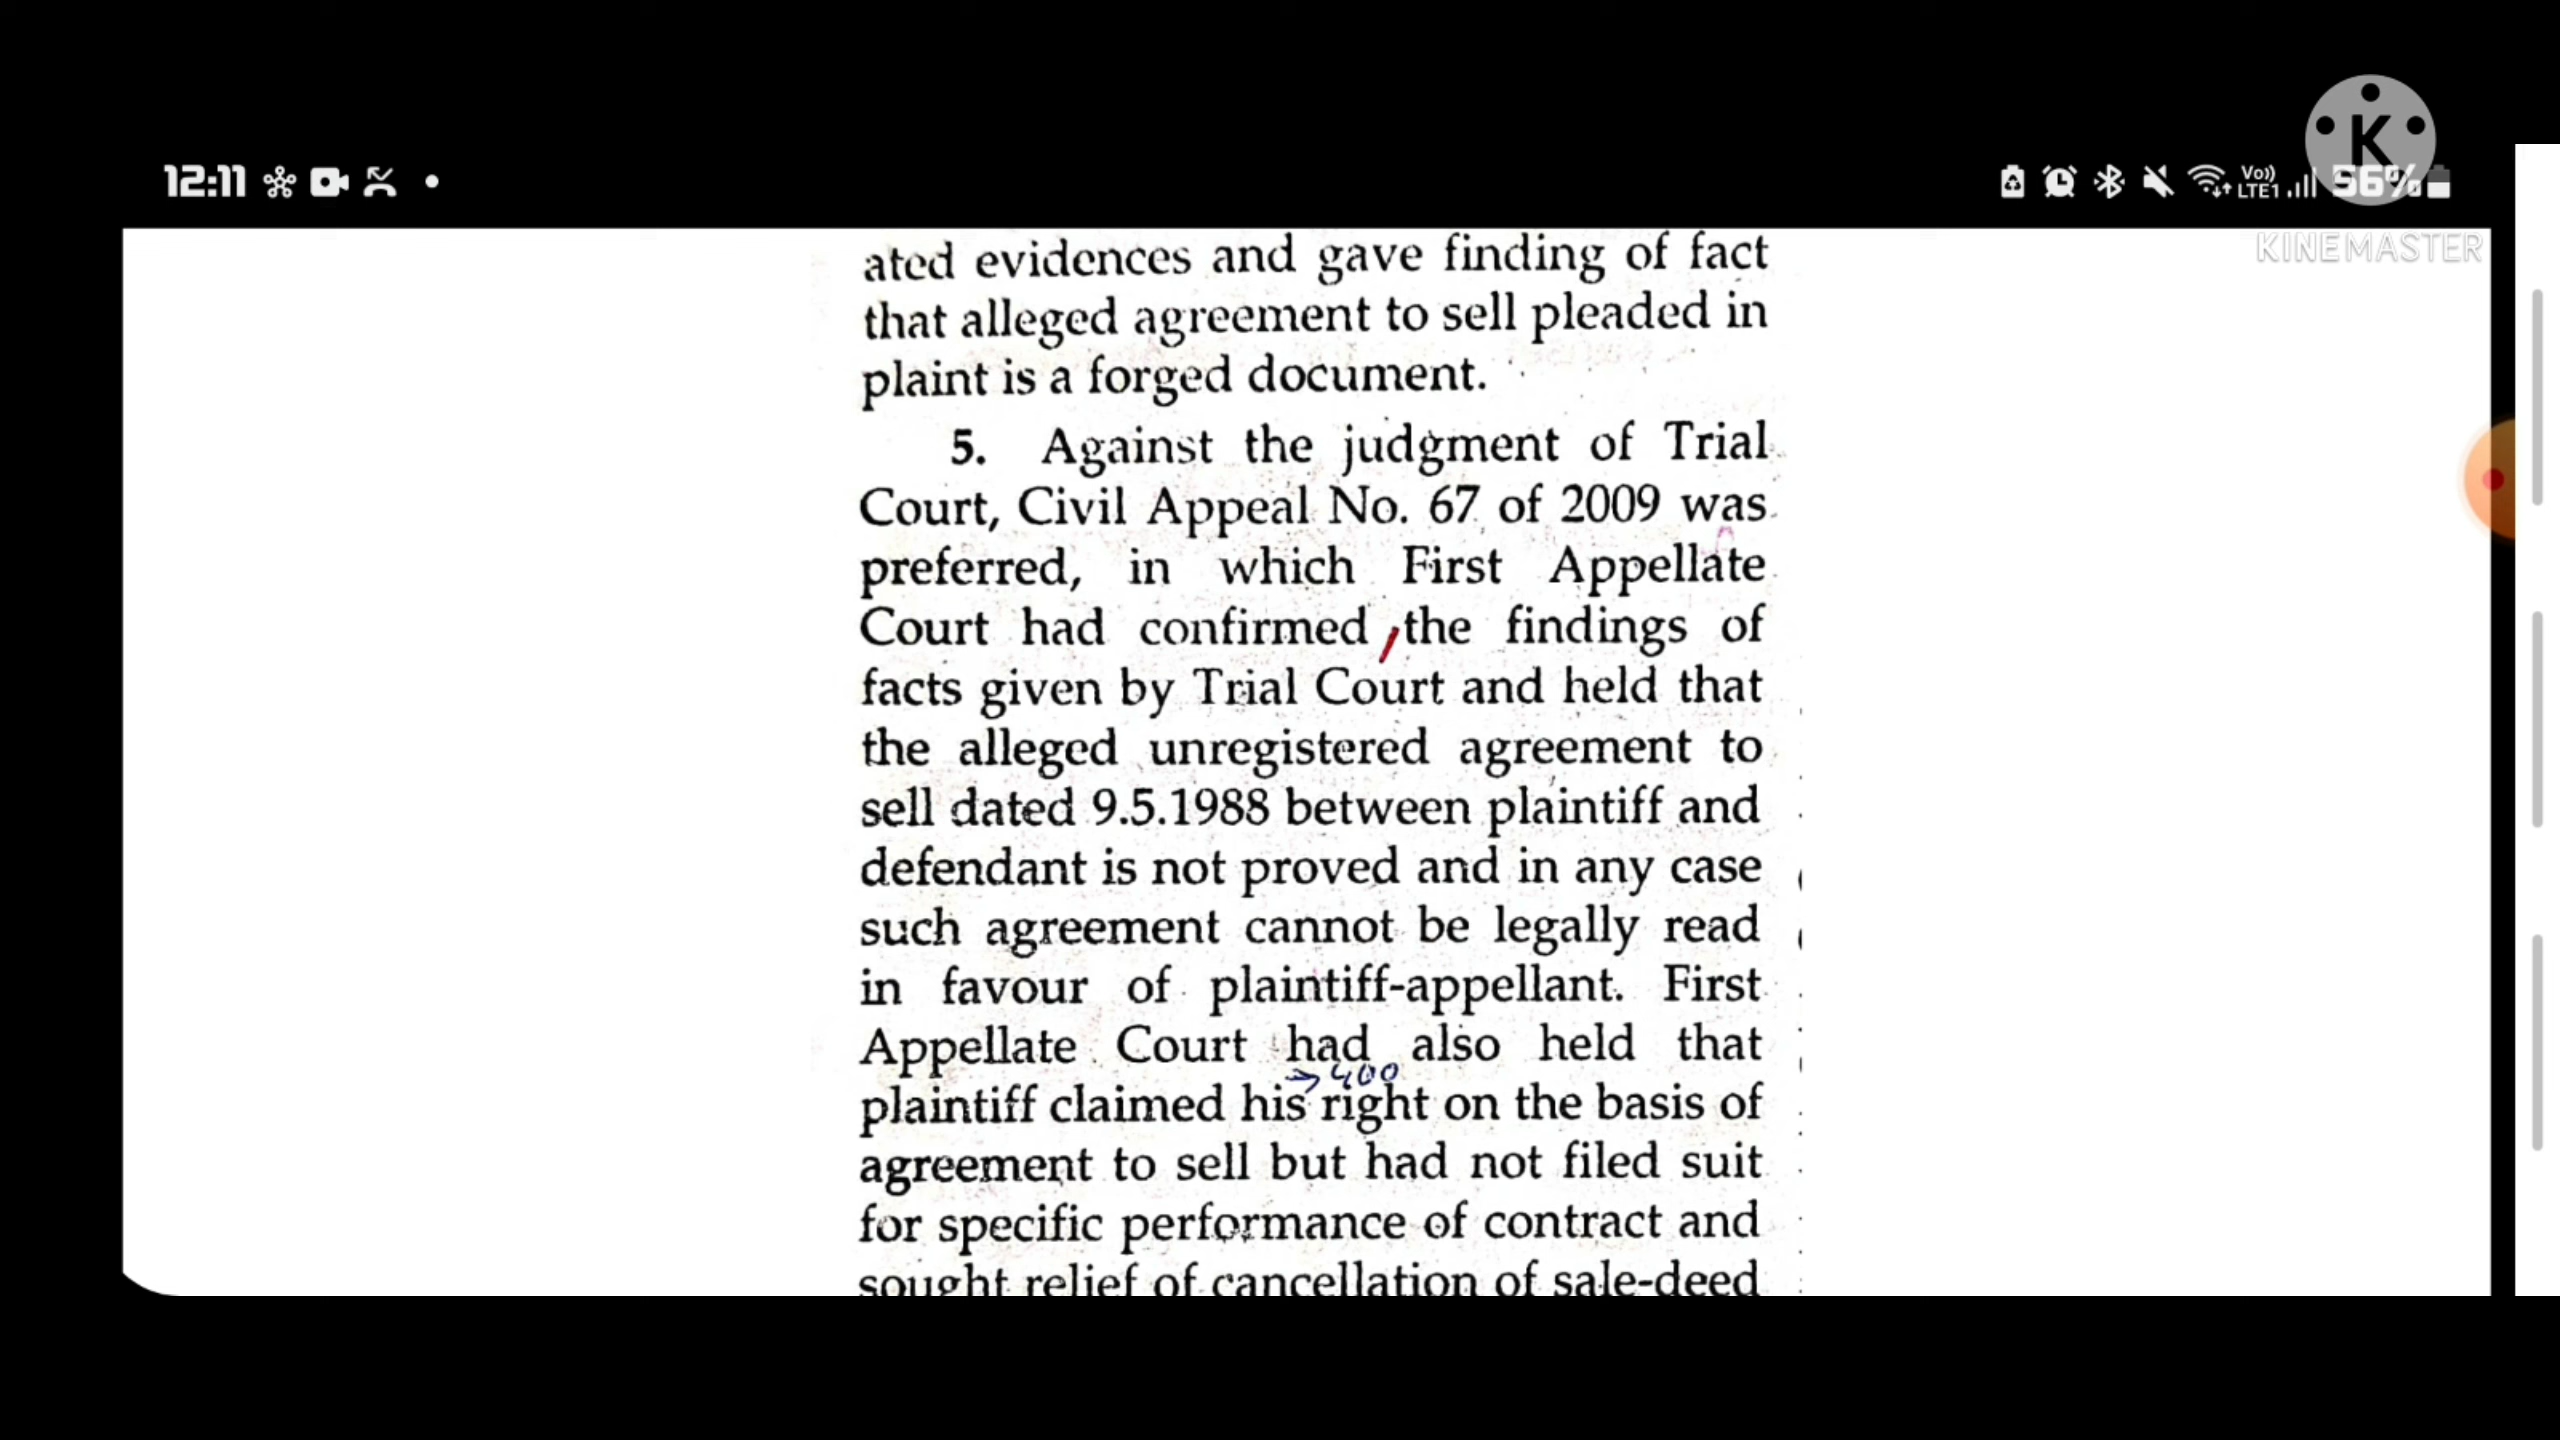 12:11
Vo))
LTE1
56%
K
KINEMASTER
ated evidences and gave finding of fact
that alleged agreement to sell pleaded in
plaint is a forged document.
5. Against the judgment of Trial
Court, Civil Appeal No. 67 of 2009 was
preferred, in which First Appellate
Court had confirmed the findings of
facts given by Trial Court and held that
the alleged unregistered agreement to
sell dated 9.5.1988 between plaintiff and
defendant is not proved and in any case
such agreement cannot be legally read
in favour of plaintiff-appellant. First
Appellate Court had also held that
→ 400
plaintiff claimed his right on the basis of
agreement to sell but had not filed suit
for specific performance of contract and
sought relief of cancellation of sale-deed